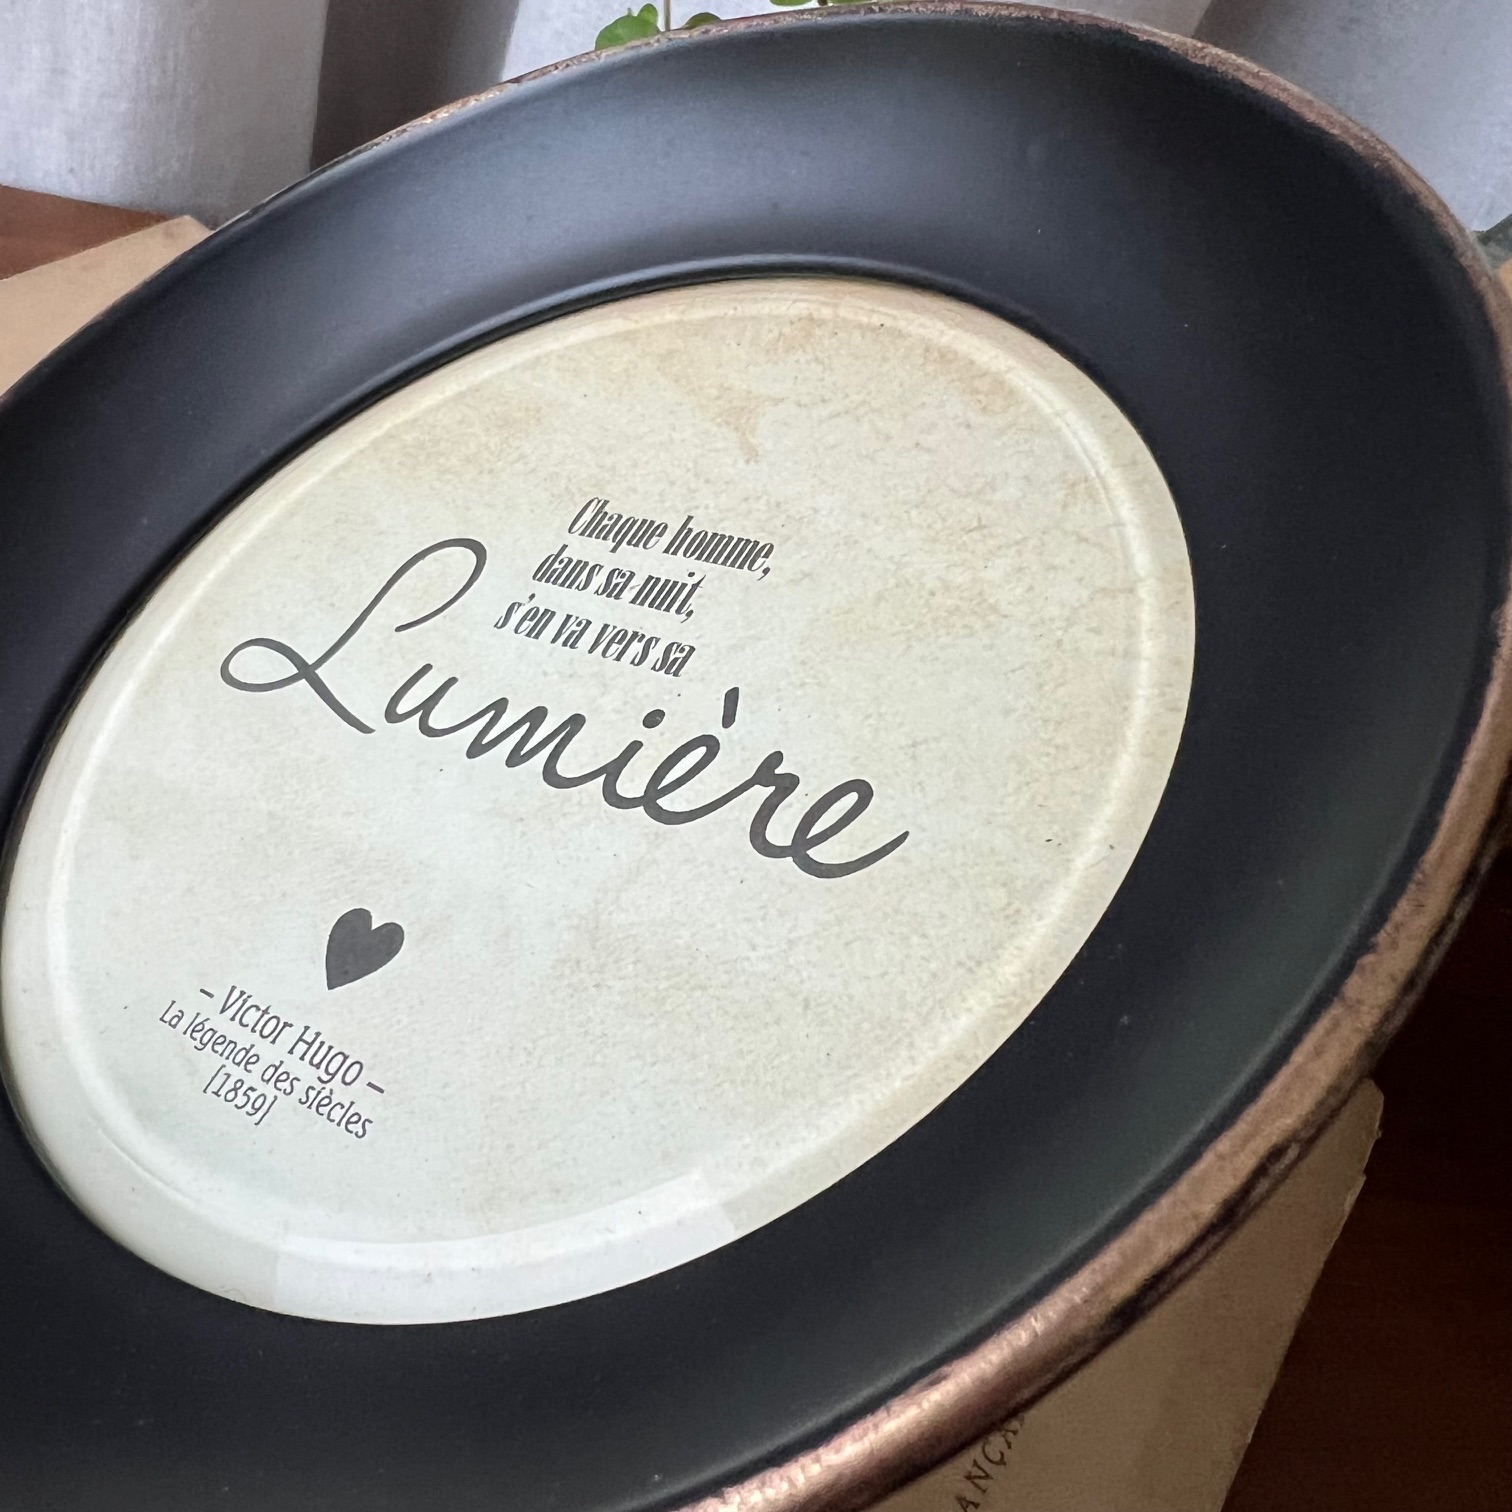 Chaque homme,
dans sa nuit,
s'en va vers sa
Lumière
– Victor Hugo –
La légende des siècles
[1859]